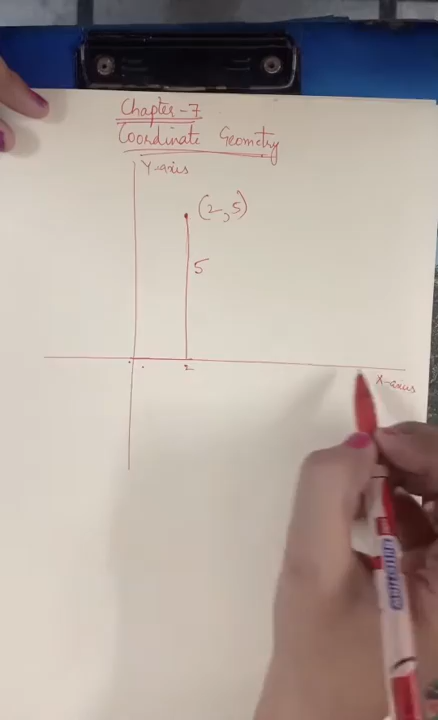 Chapter-7
Coordinate Geometry
Y-axis
(2,5)
5
2
X-axis